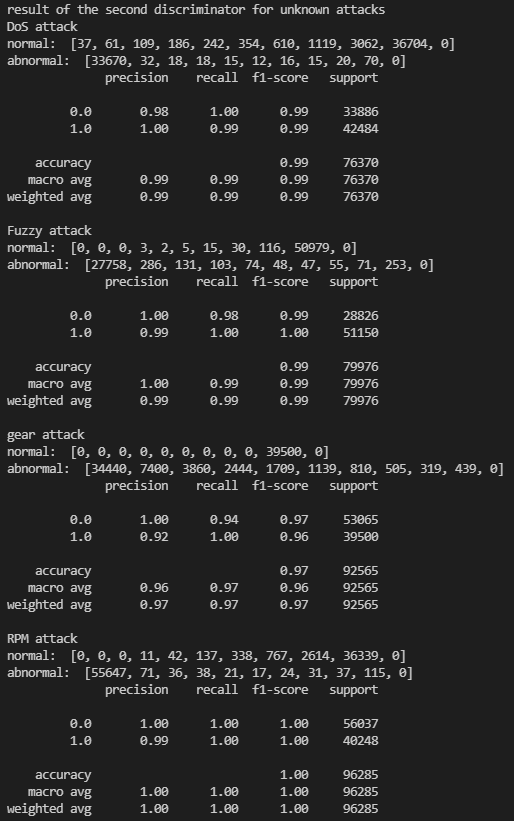 result of the second discriminator for unknown attacks
DoS attack
normal:  [37, 61, 109, 186, 242, 354, 610, 1119, 3062, 36704, 0]
abnormal:  [33670, 32, 18, 18, 15, 12, 16, 15, 20, 70, 0]
              precision    recall  f1-score   support

         0.0       0.98      1.00      0.99     33886
         1.0       1.00      0.99      0.99     42484

    accuracy                           0.99     76370
   macro avg       0.99      0.99      0.99     76370
weighted avg       0.99      0.99      0.99     76370

Fuzzy attack
normal:  [0, 0, 0, 3, 2, 5, 15, 30, 116, 50979, 0]
abnormal:  [27758, 286, 131, 103, 74, 48, 47, 55, 71, 253, 0]
              precision    recall  f1-score   support

         0.0       1.00      0.98      0.99     28826
         1.0       0.99      1.00      1.00     51150

    accuracy                           0.99     79976
   macro avg       1.00      0.99      0.99     79976
weighted avg       0.99      0.99      0.99     79976

gear attack
normal:  [0, 0, 0, 0, 0, 0, 0, 0, 0, 39500, 0]
abnormal:  [34440, 7400, 3860, 2444, 1709, 1139, 810, 505, 319, 439, 0]
              precision    recall  f1-score   support

         0.0       1.00      0.94      0.97     53065
         1.0       0.92      1.00      0.96     39500

    accuracy                           0.97     92565
   macro avg       0.96      0.97      0.96     92565
weighted avg       0.97      0.97      0.97     92565

RPM attack
normal:  [0, 0, 0, 11, 42, 137, 338, 767, 2614, 36339, 0]
abnormal:  [55647, 71, 36, 38, 21, 17, 24, 31, 37, 115, 0]
              precision    recall  f1-score   support

         0.0       1.00      1.00      1.00     56037
         1.0       0.99      1.00      1.00     40248

    accuracy                           1.00     96285
   macro avg       1.00      1.00      1.00     96285
weighted avg       1.00      1.00      1.00     96285